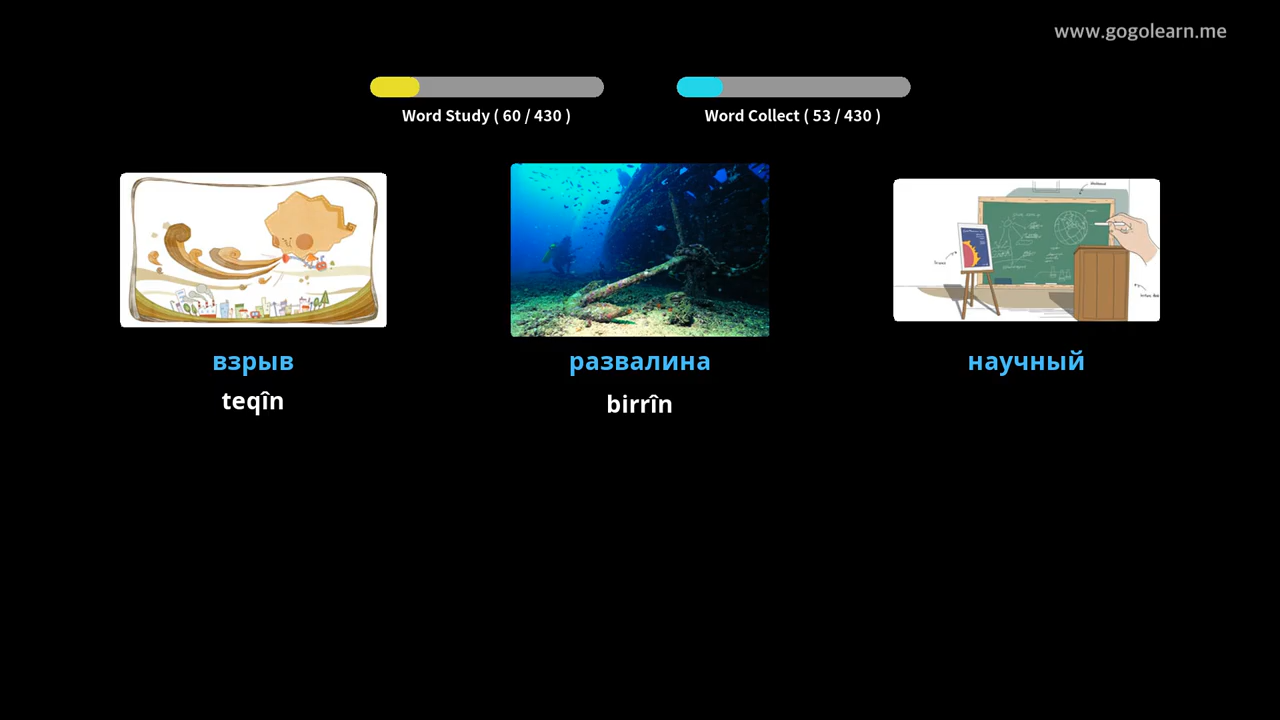 www.gogolearn.me
Word Study ( 60 / 430 )
Word Collect ( 53 / 430 )
взрыв
развалина
научный
teqîn
birrîn